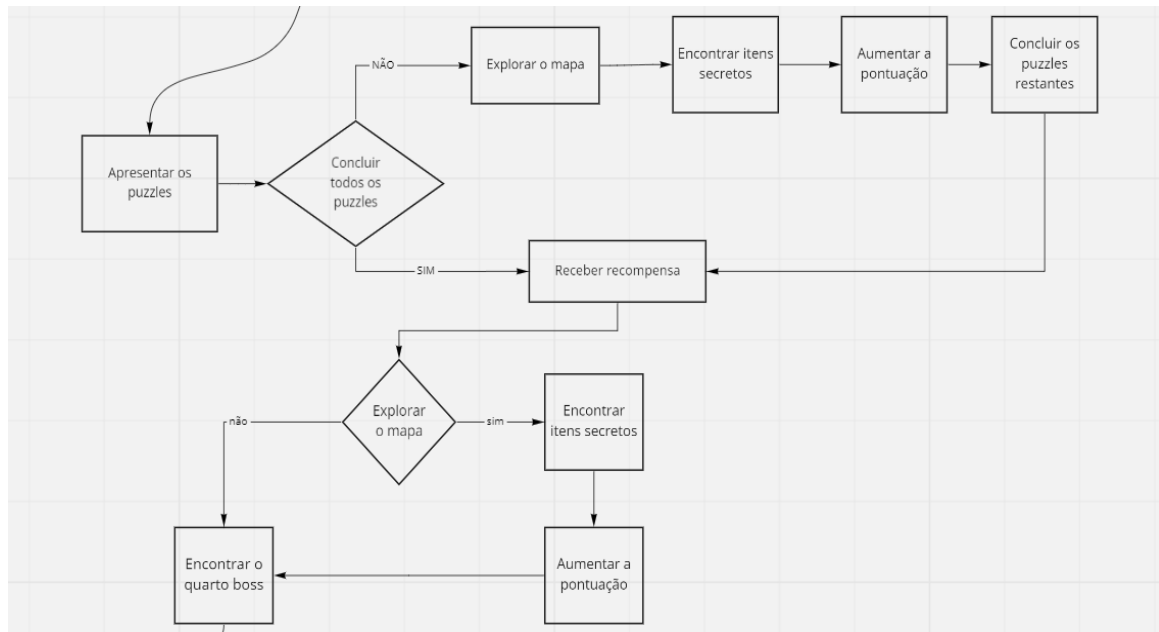 NÃO
Explorar o mapa
Encontrar itens
secretos
Aumentar a
pontuação
Concluir os
puzzles
restantes
Apresentar os
puzzles
Concluir
todos os
puzzles
SIM
Receber recompensa
não
Explorar
o mapa
sim
Encontrar
itens secretos
Encontrar o
quarto boss
Aumentar a
pontuação